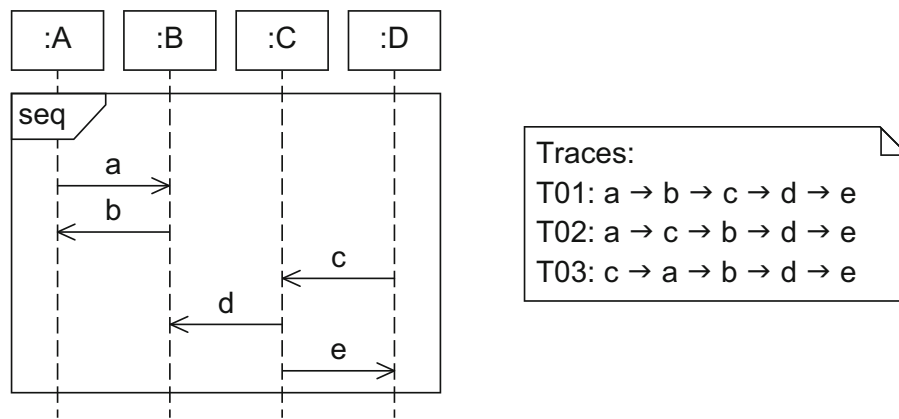 :A :B :C :D
seq
a
b
c
d
e
Traces:
T01: a → b → c → d → e
T02: a → c → b → d → e
T03: c → a → b → d → e